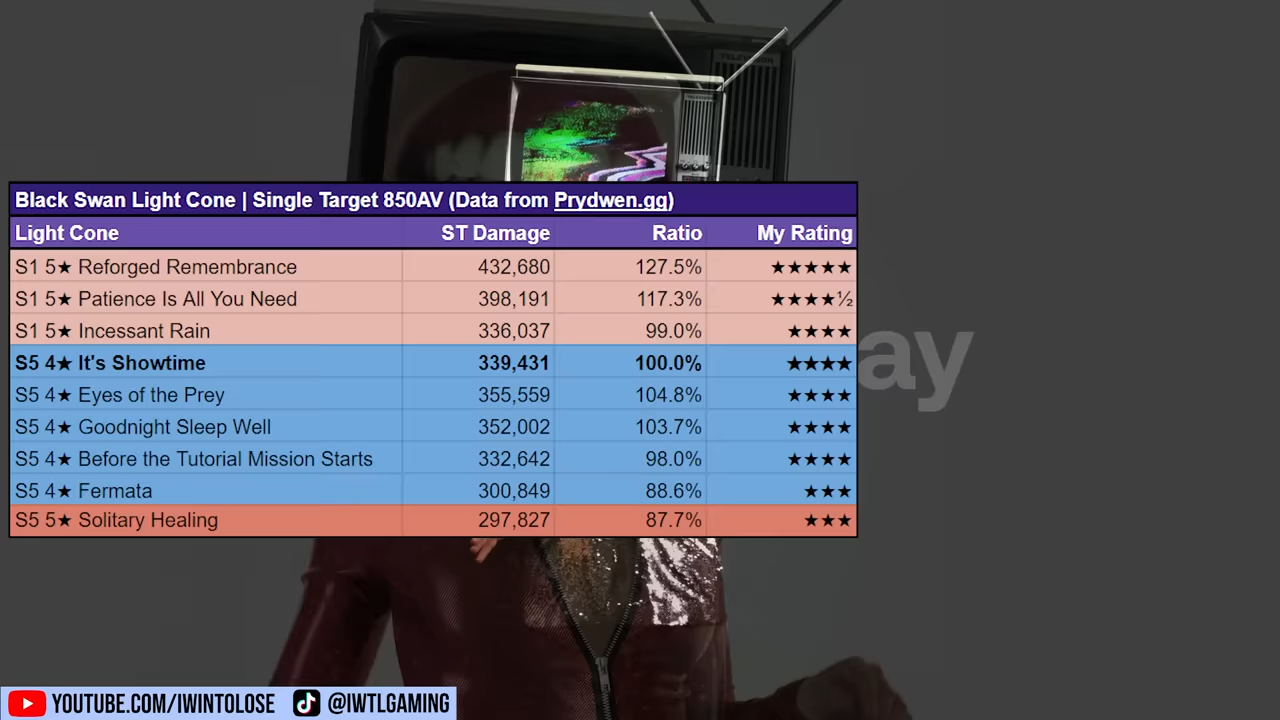 TELEVISION
Black Swan Light Cone | Single Target 850AV (Data from Prydwen.gg)
Light Cone ST Damage Ratio My Rating
S1 5★ Reforged Remembrance 432,680 127.5% ★★★★★
S1 5★ Patience Is All You Need 398,191 117.3% ★★★★½
S1 5★ Incessant Rain 336,037 99.0% ★★★★
S5 4★ It's Showtime 339,431 100.0% ★★★★
S5 4★ Eyes of the Prey 355,559 104.8% ★★★★
S5 4★ Goodnight Sleep Well 352,002 103.7% ★★★★
S5 4★ Before the Tutorial Mission Starts 332,642 98.0% ★★★★
S5 4★ Fermata 300,849 88.6% ★★★
S5 5★ Solitary Healing 297,827 87.7% ★★★
ay
YOUTUBE.COM/IWINTOLOSE @IWTLGAMING